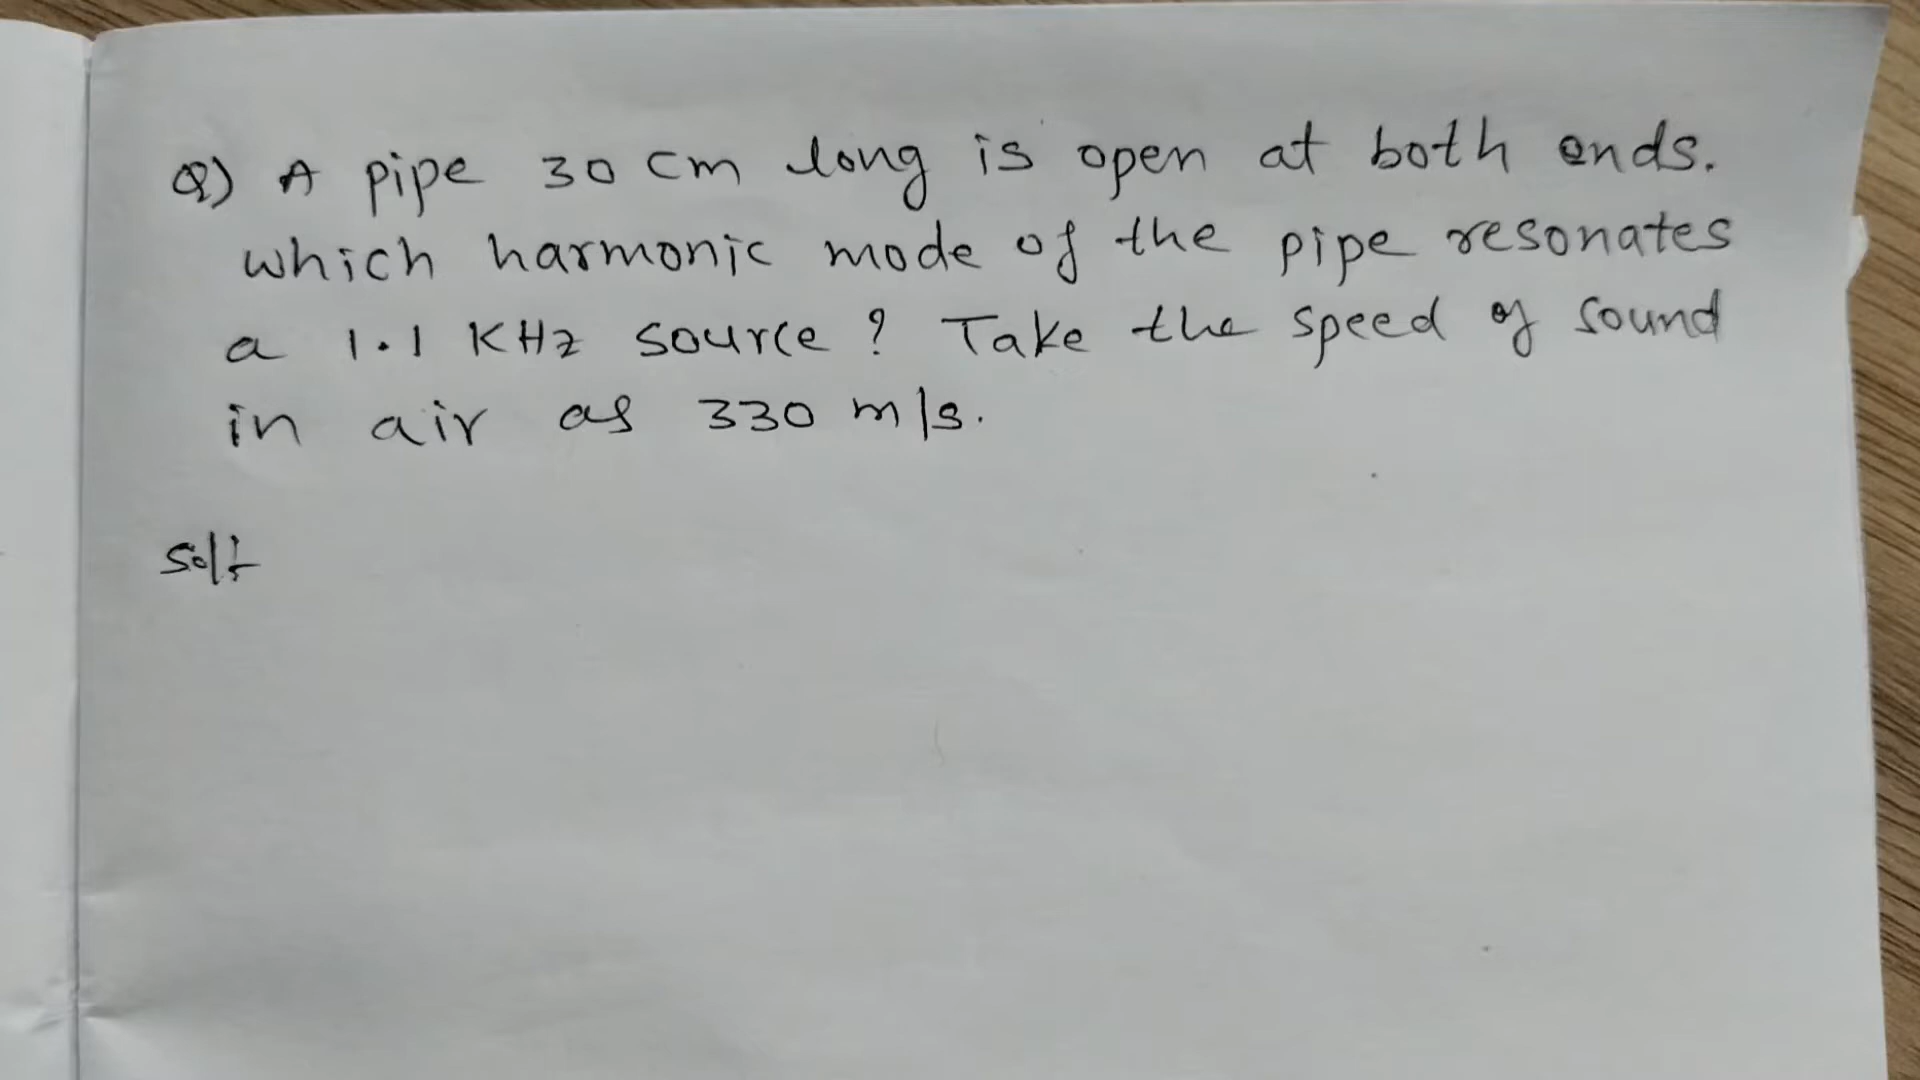 Q) A pipe 30 cm long is open at both ends.
which harmonic mode of the pipe resonates
a 1.1 KHz source ? Take the speed of sound
in air as 330 m/s.
Sol:-